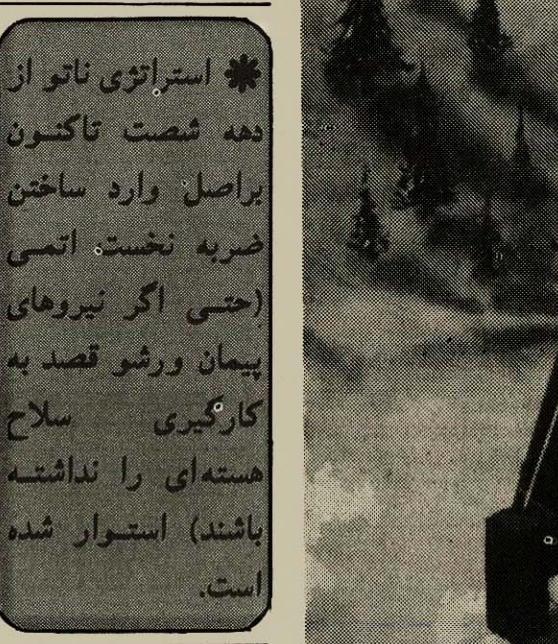 ✽ استراتژی ناتو از
دهه شصت تاکنون
براصل وارد ساختن
ضربه نخست اتمی
(حتی اگر نیروهای
پیمان ورشو قصد به
کارگیری سلاح
هسته‌ای را نداشته
باشند) استوار شده
است.